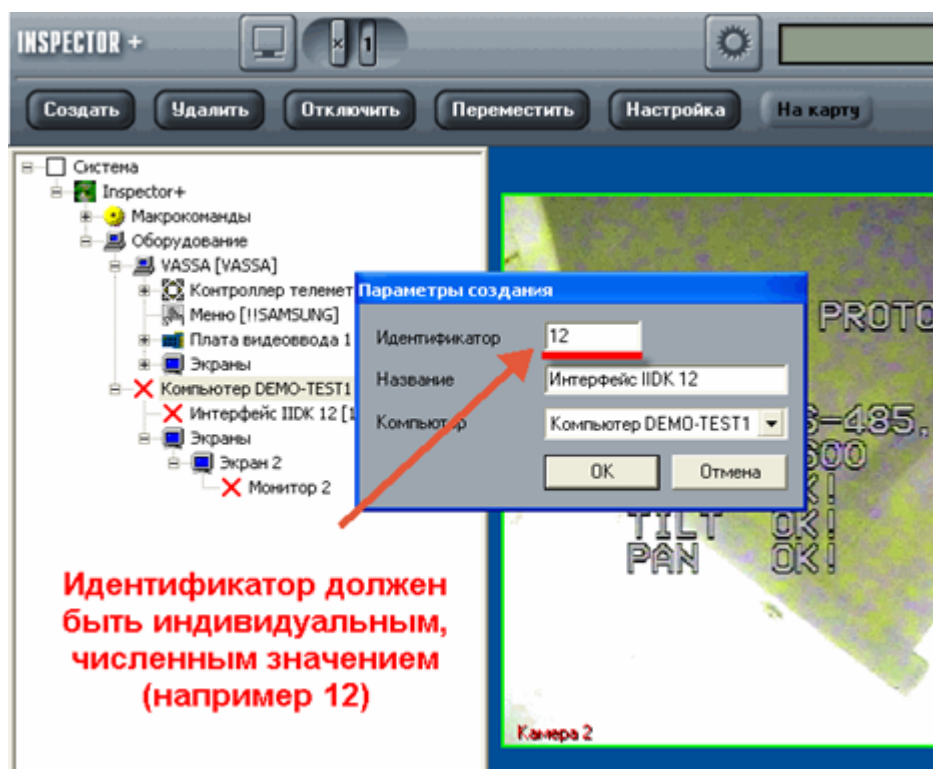 INSPECTOR +
× 1
Создать Удалить Отключить Переместить Настройка На карту
Система
Inspector+
Макрокоманды
Оборудование
VASSA [VASSA]
Контроллер телемет
Меню [!!SAMSUNG]
Плата видеоввода 1
Экраны
Компьютер DEMO-TEST1
Интерфейс IIDK 12 [1
Экраны
Экран 2
Монитор 2
Параметры создания
Идентификатор 12
Название Интерфейс IIDK 12
Компьютер Компьютер DEMO-TEST1
OK Отмена
PROTO
-485,
TILT OK!
PAN OK!
Идентификатор должен
быть индивидуальным,
численным значением
(например 12)
Камера 2